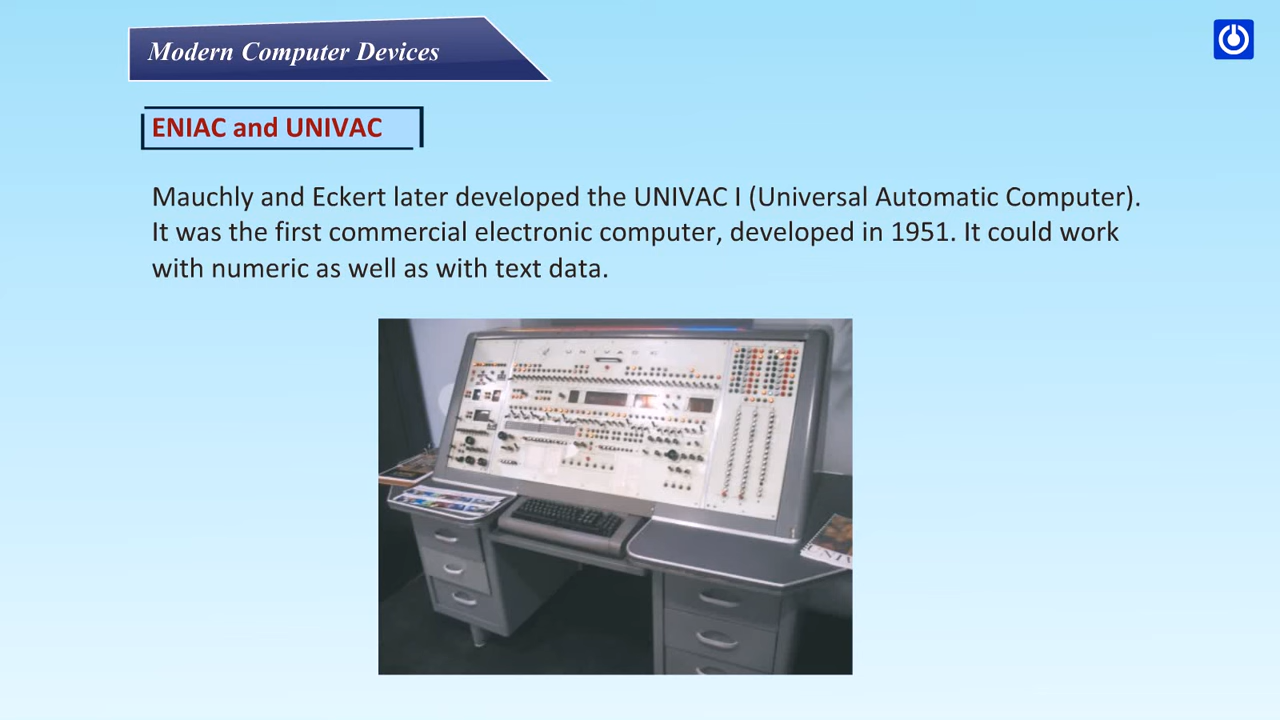 Modern Computer Devices
ENIAC and UNIVAC
Mauchly and Eckert later developed the UNIVAC I (Universal Automatic Computer).
It was the first commercial electronic computer, developed in 1951. It could work
with numeric as well as with text data.
UNIVAC